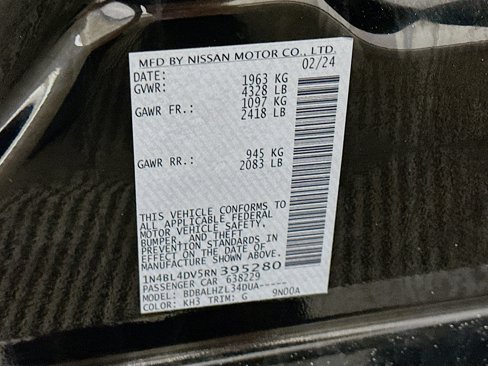 MFD BY NISSAN MOTOR CO., LTD.
DATE: 02/24
GVWR: 1963 KG
4328 LB
GAWR FR.: 1097 KG
2418 LB
GAWR RR.: 945 KG
2083 LB
THIS VEHICLE CONFORMS TO
ALL APPLICABLE FEDERAL
MOTOR VEHICLE SAFETY,
BUMPER, AND THEFT
PREVENTION STANDARDS IN
EFFECT ON THE DATE OF
MANUFACTURE SHOWN ABOVE.
1N4BL4DV5RN395280
PASSENGER CAR 638229
MODEL: BDBALHZL34DUA-----
COLOR: KH3 TRIM: G 9N00A